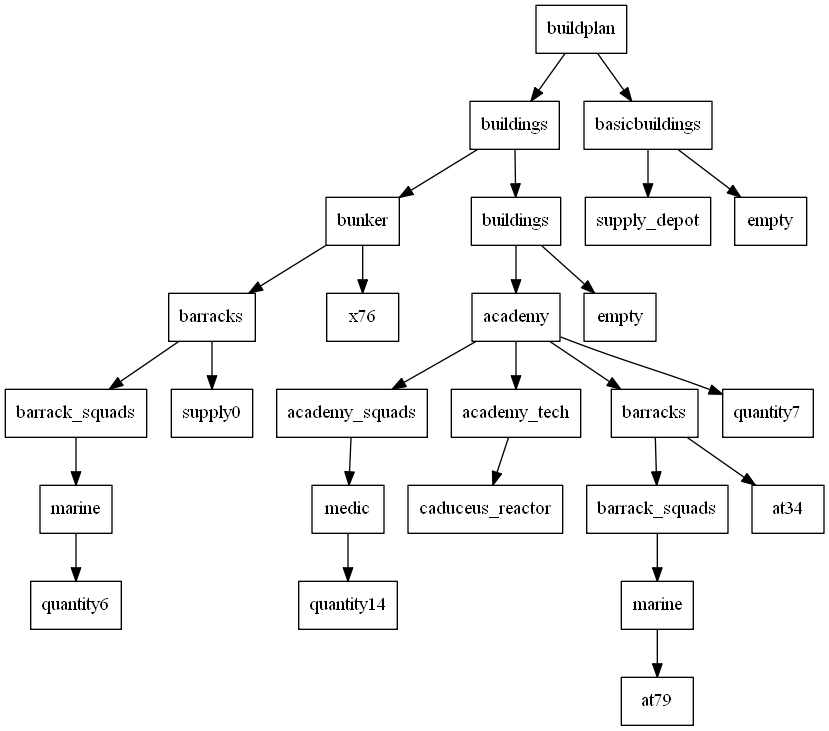 buildplan
buildings
basicbuildings
bunker
buildings
supply_depot
empty
barracks
x76
academy
empty
barrack_squads
supply0
academy_squads
academy_tech
barracks
quantity7
marine
medic
caduceus_reactor
barrack_squads
at34
quantity6
quantity14
marine
at79